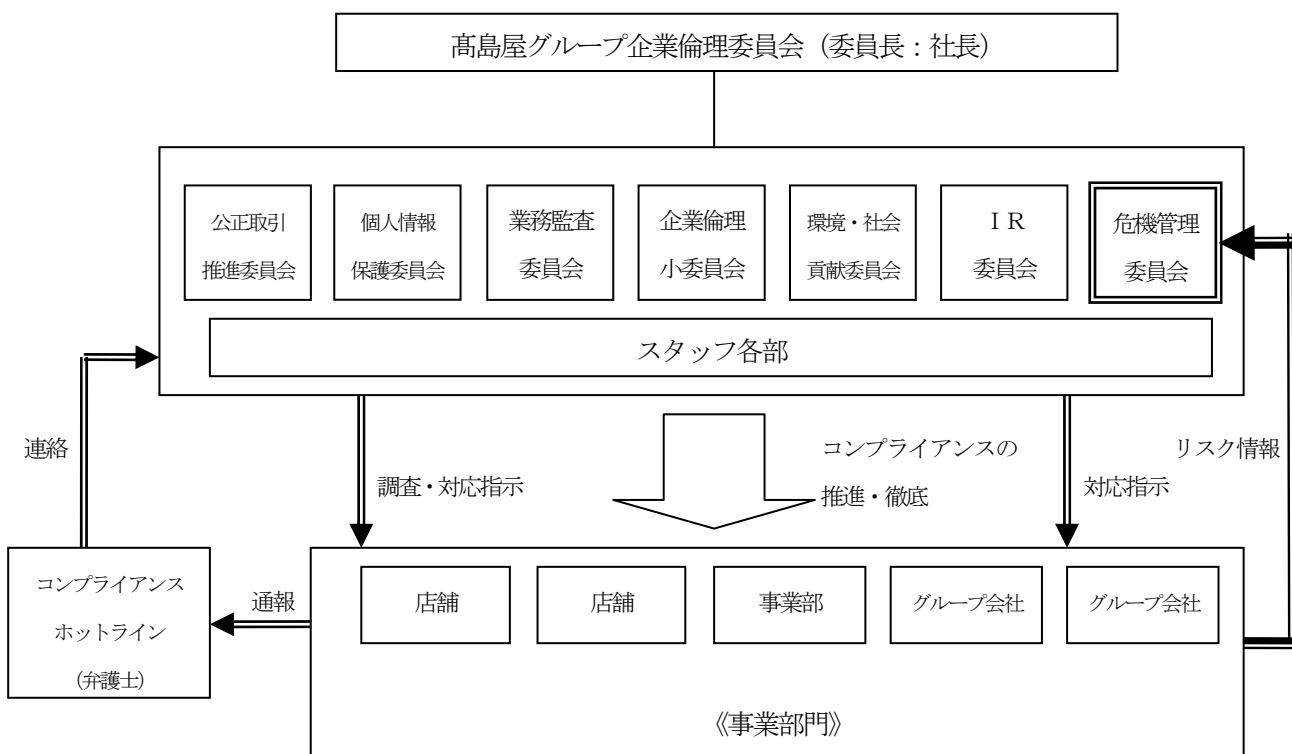 髙島屋グループ企業倫理委員会（委員長：社長）
公正取引
推進委員会
個人情報
保護委員会
業務監査
委員会
企業倫理
小委員会
環境・社会
貢献委員会
ＩＲ
委員会
危機管理
委員会
スタッフ各部
連絡
調査・対応指示
コンプライアンスの
推進・徹底
対応指示
リスク情報
コンプライアンス
ホットライン
(弁護士)
通報
店舗
店舗
事業部
グループ会社
グループ会社
《事業部門》